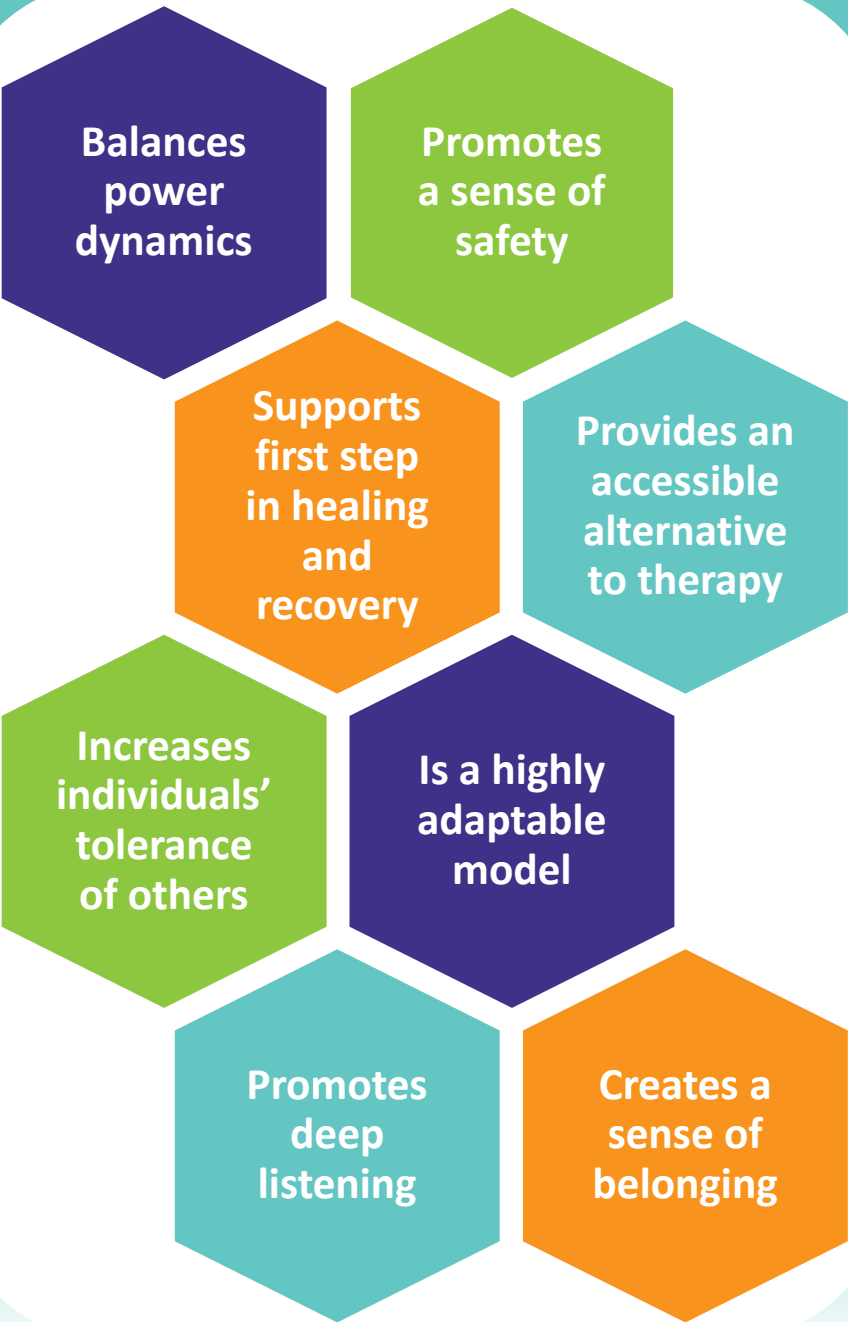 Balances
power
dynamics
Promotes
a sense of
safety
Supports
first step
in healing
and
recovery
Provides an
accessible
alternative
to therapy
Increases
individuals’
tolerance
of others
Is a highly
adaptable
model
Promotes
deep
listening
Creates a
sense of
belonging